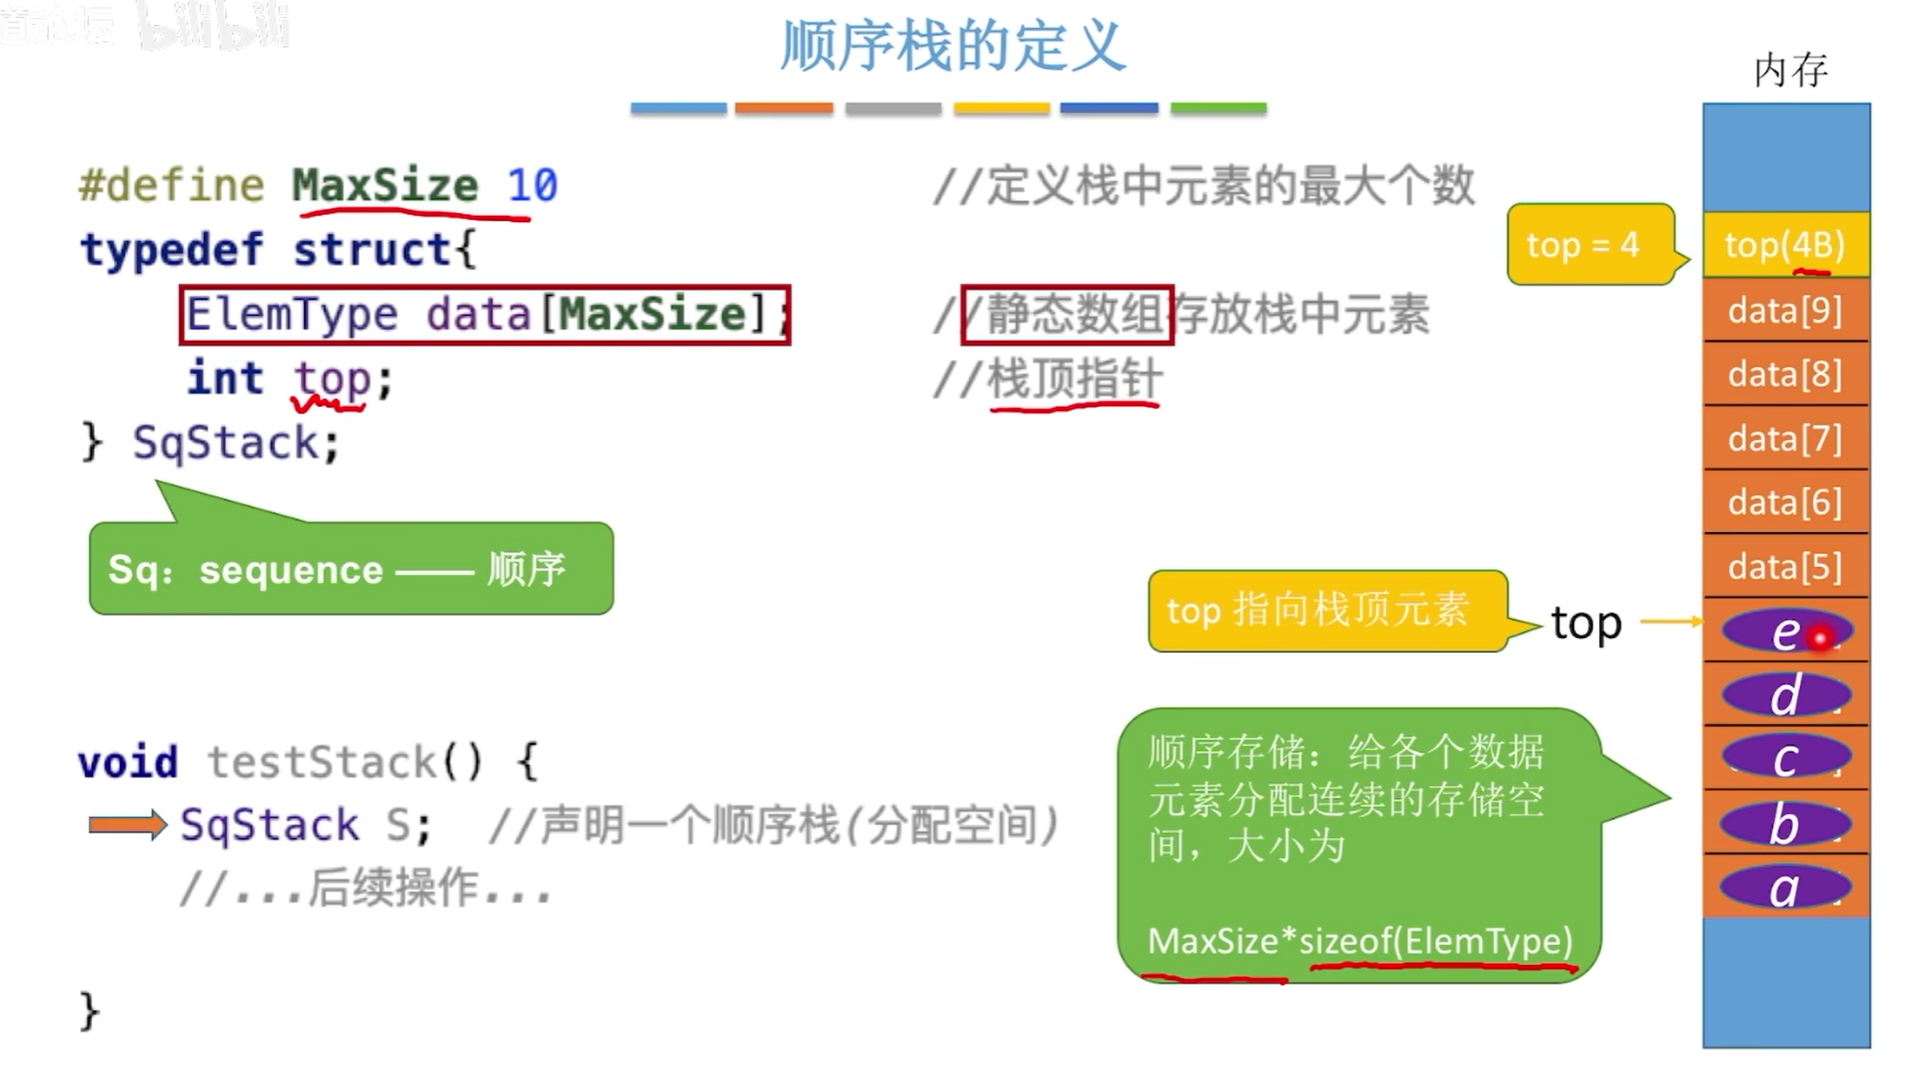 bilibili
顺序栈的定义
#define MaxSize 10 //定义栈中元素的最大个数
typedef struct{
ElemType data[MaxSize]; //静态数组存放栈中元素
int top; //栈顶指针
} SqStack;
Sq：sequence —— 顺序
void testStack() {
SqStack S; //声明一个顺序栈(分配空间)
//...后续操作...
}
内存
top = 4
top(4B)
data[9]
data[8]
data[7]
data[6]
data[5]
top 指向栈顶元素
top
e
d
c
b
a
顺序存储：给各个数据
元素分配连续的存储空
间，大小为
MaxSize*sizeof(ElemType)